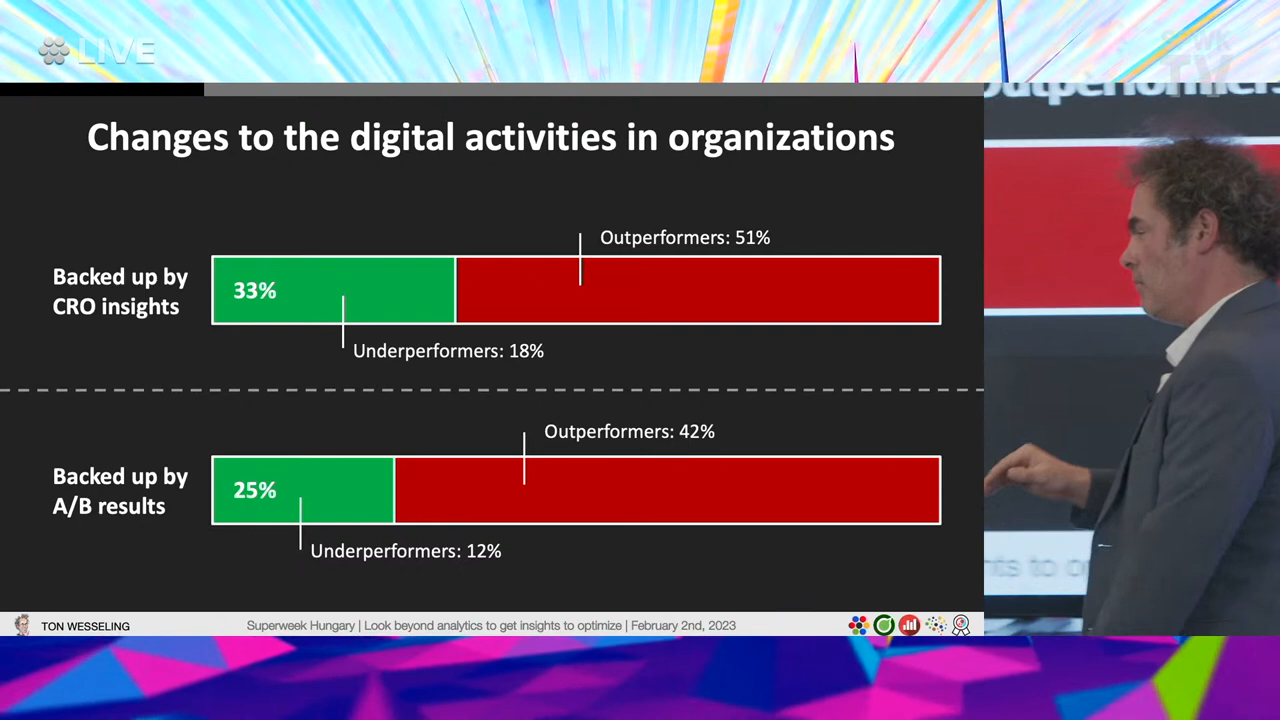 LIVE
Changes to the digital activities in organizations
Outperformers: 51%
Backed up by
CRO insights
33%
Underperformers: 18%
Outperformers: 42%
Backed up by
A/B results
25%
Underperformers: 12%
TON WESSELING
Superweek Hungary | Look beyond analytics to get insights to optimize | February 2nd, 2023
TV